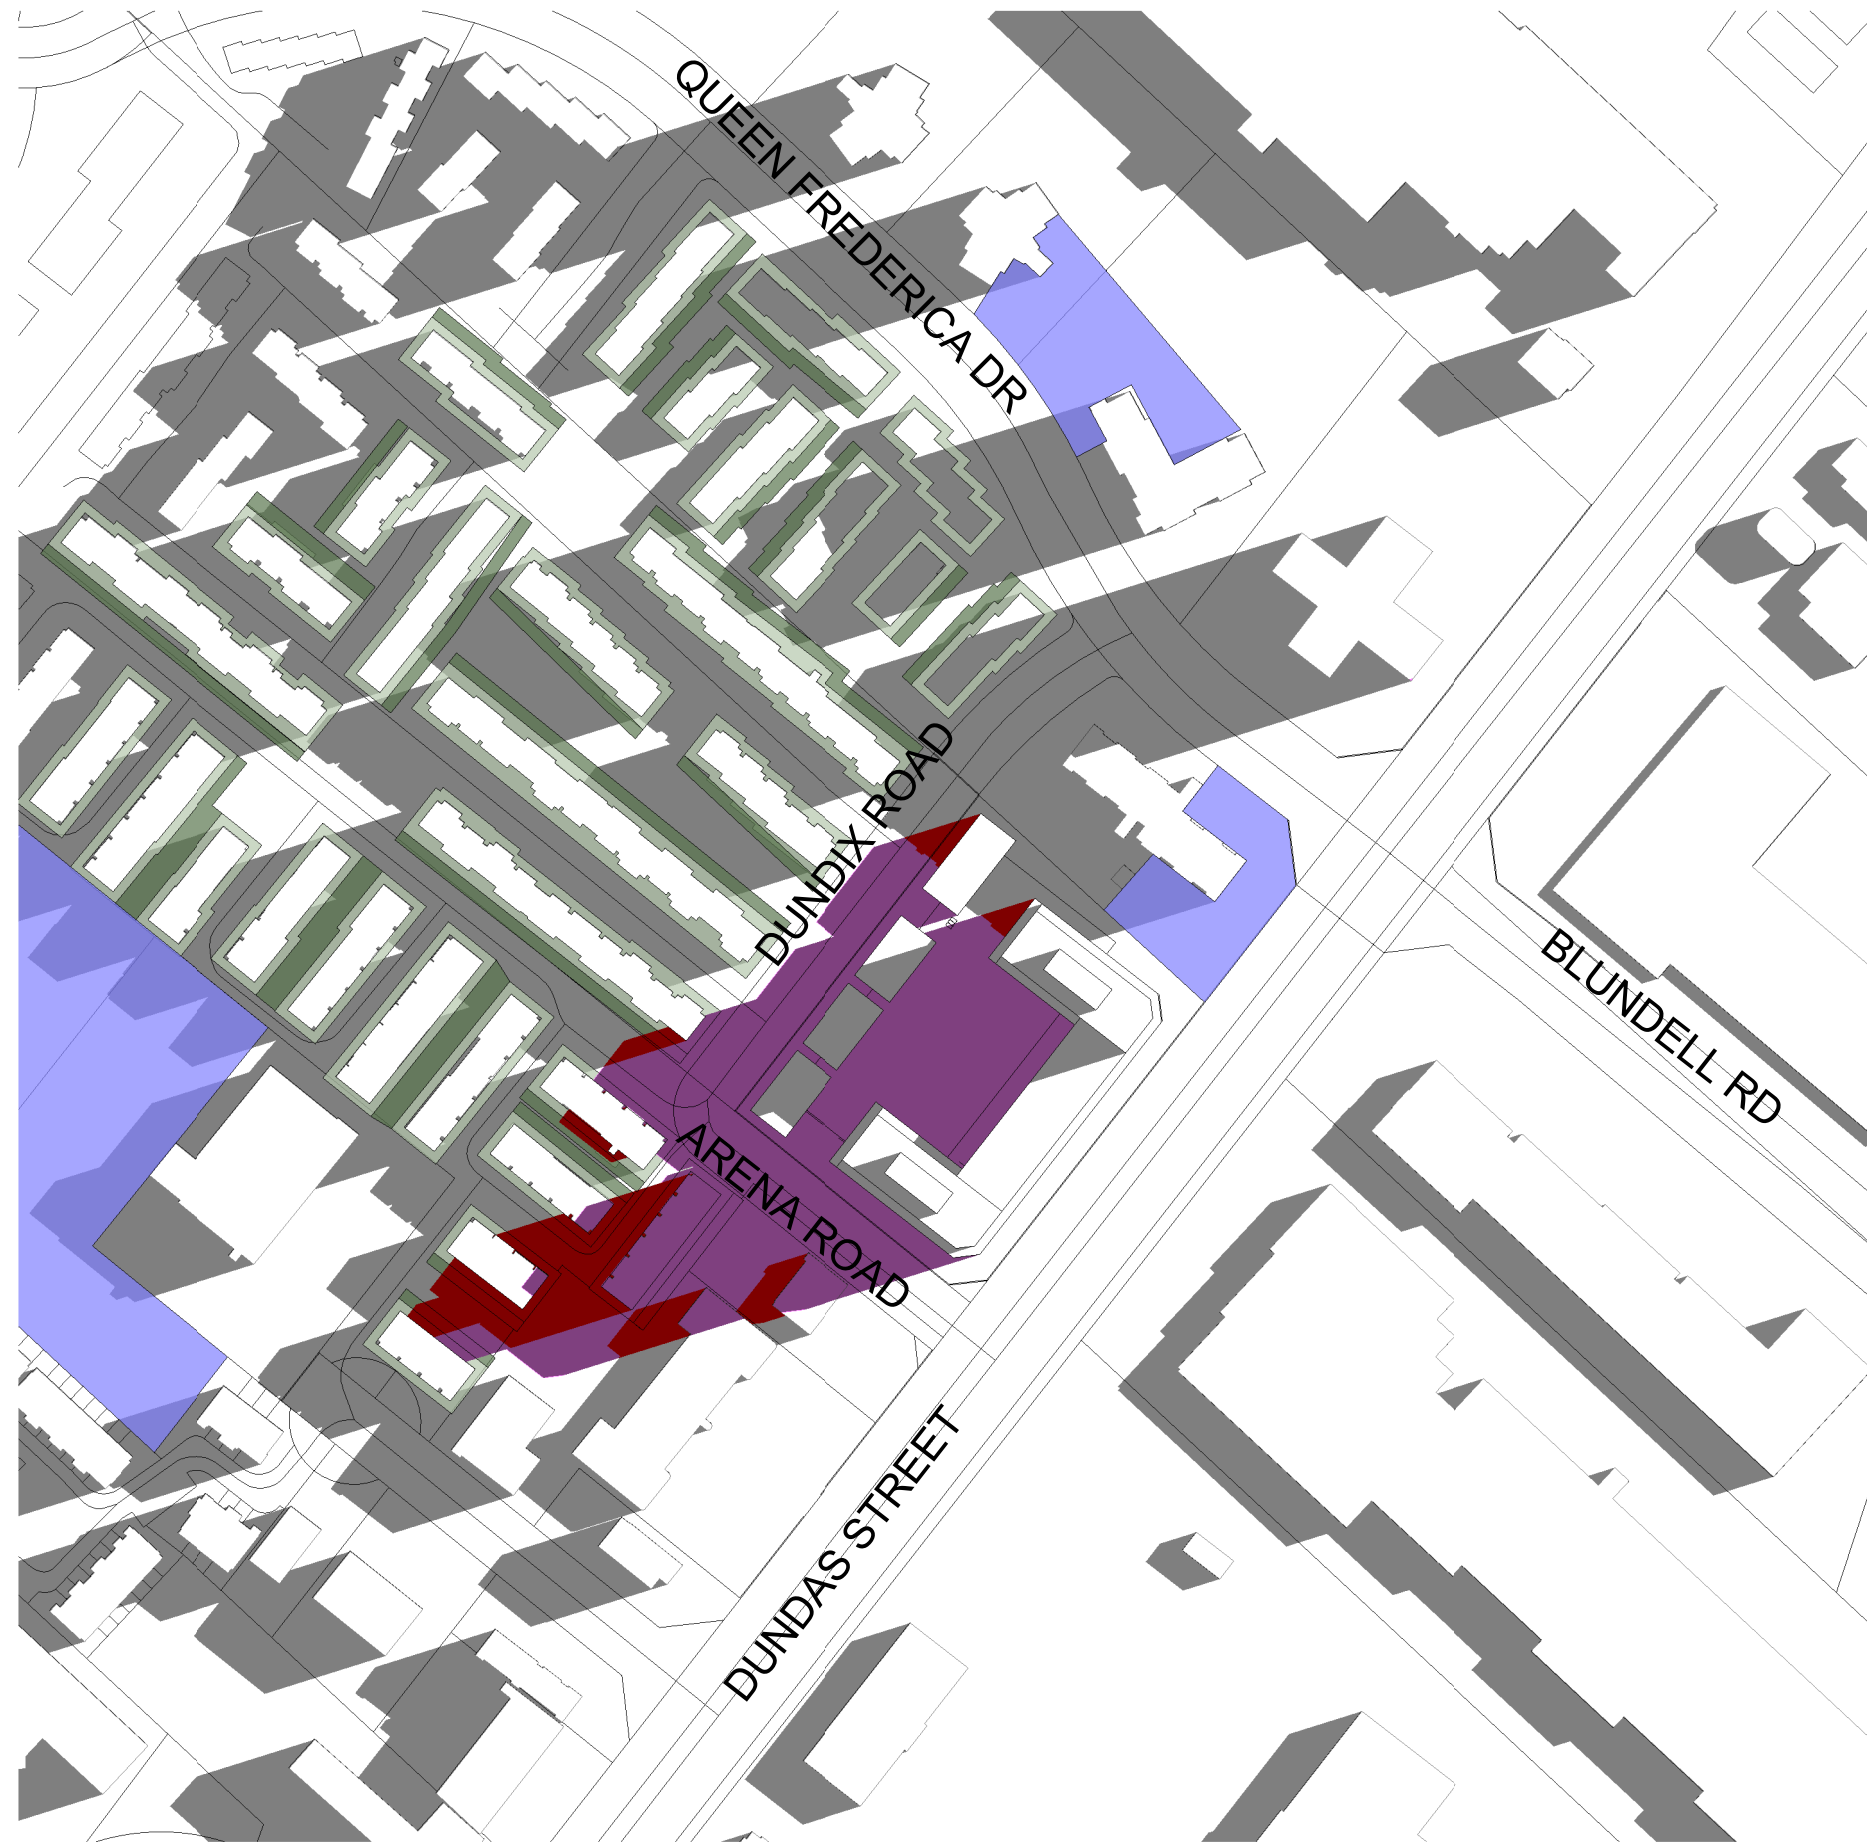 QUEEN FREDERICA DR
DUNDIX ROAD
BLUNDELL RD
ARENA ROAD
DUNDAS STREET